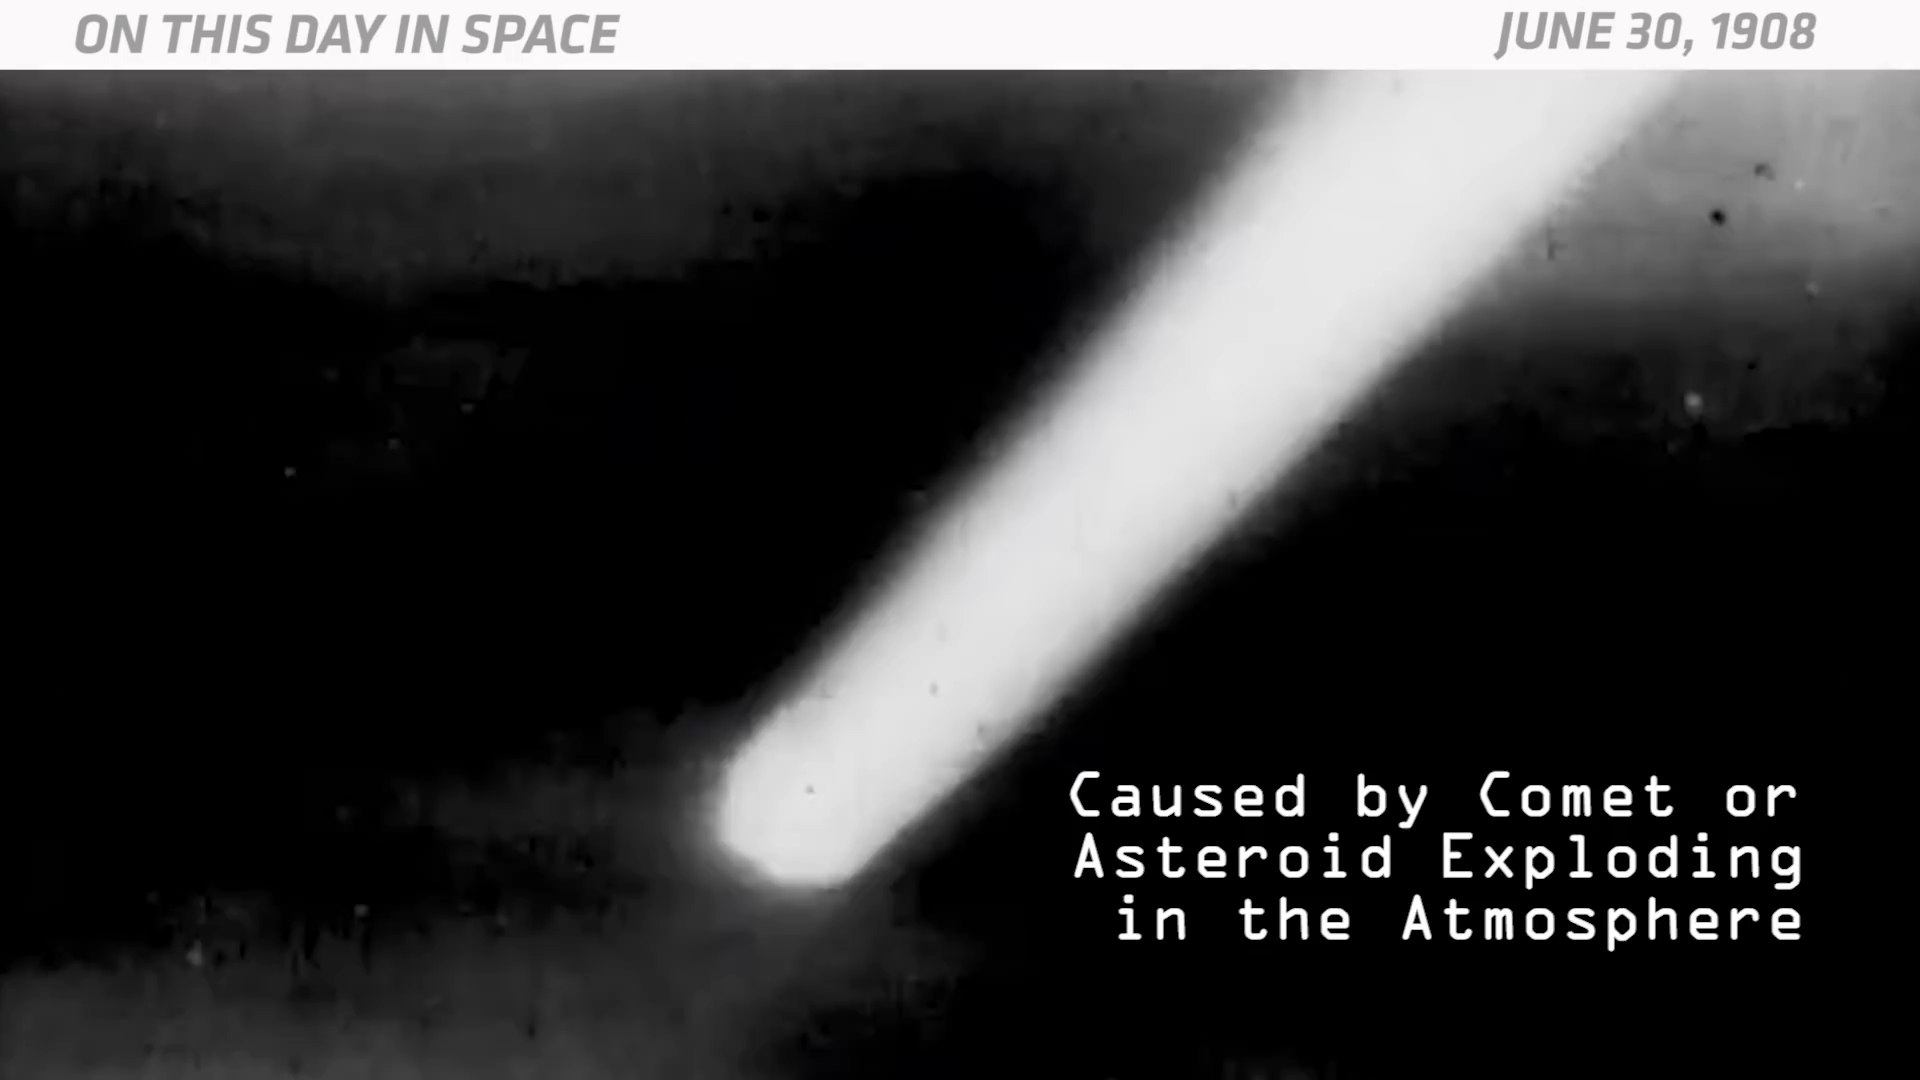 ON THIS DAY IN SPACE
JUNE 30, 1908
Caused by Comet or
Asteroid Exploding
in the Atmosphere